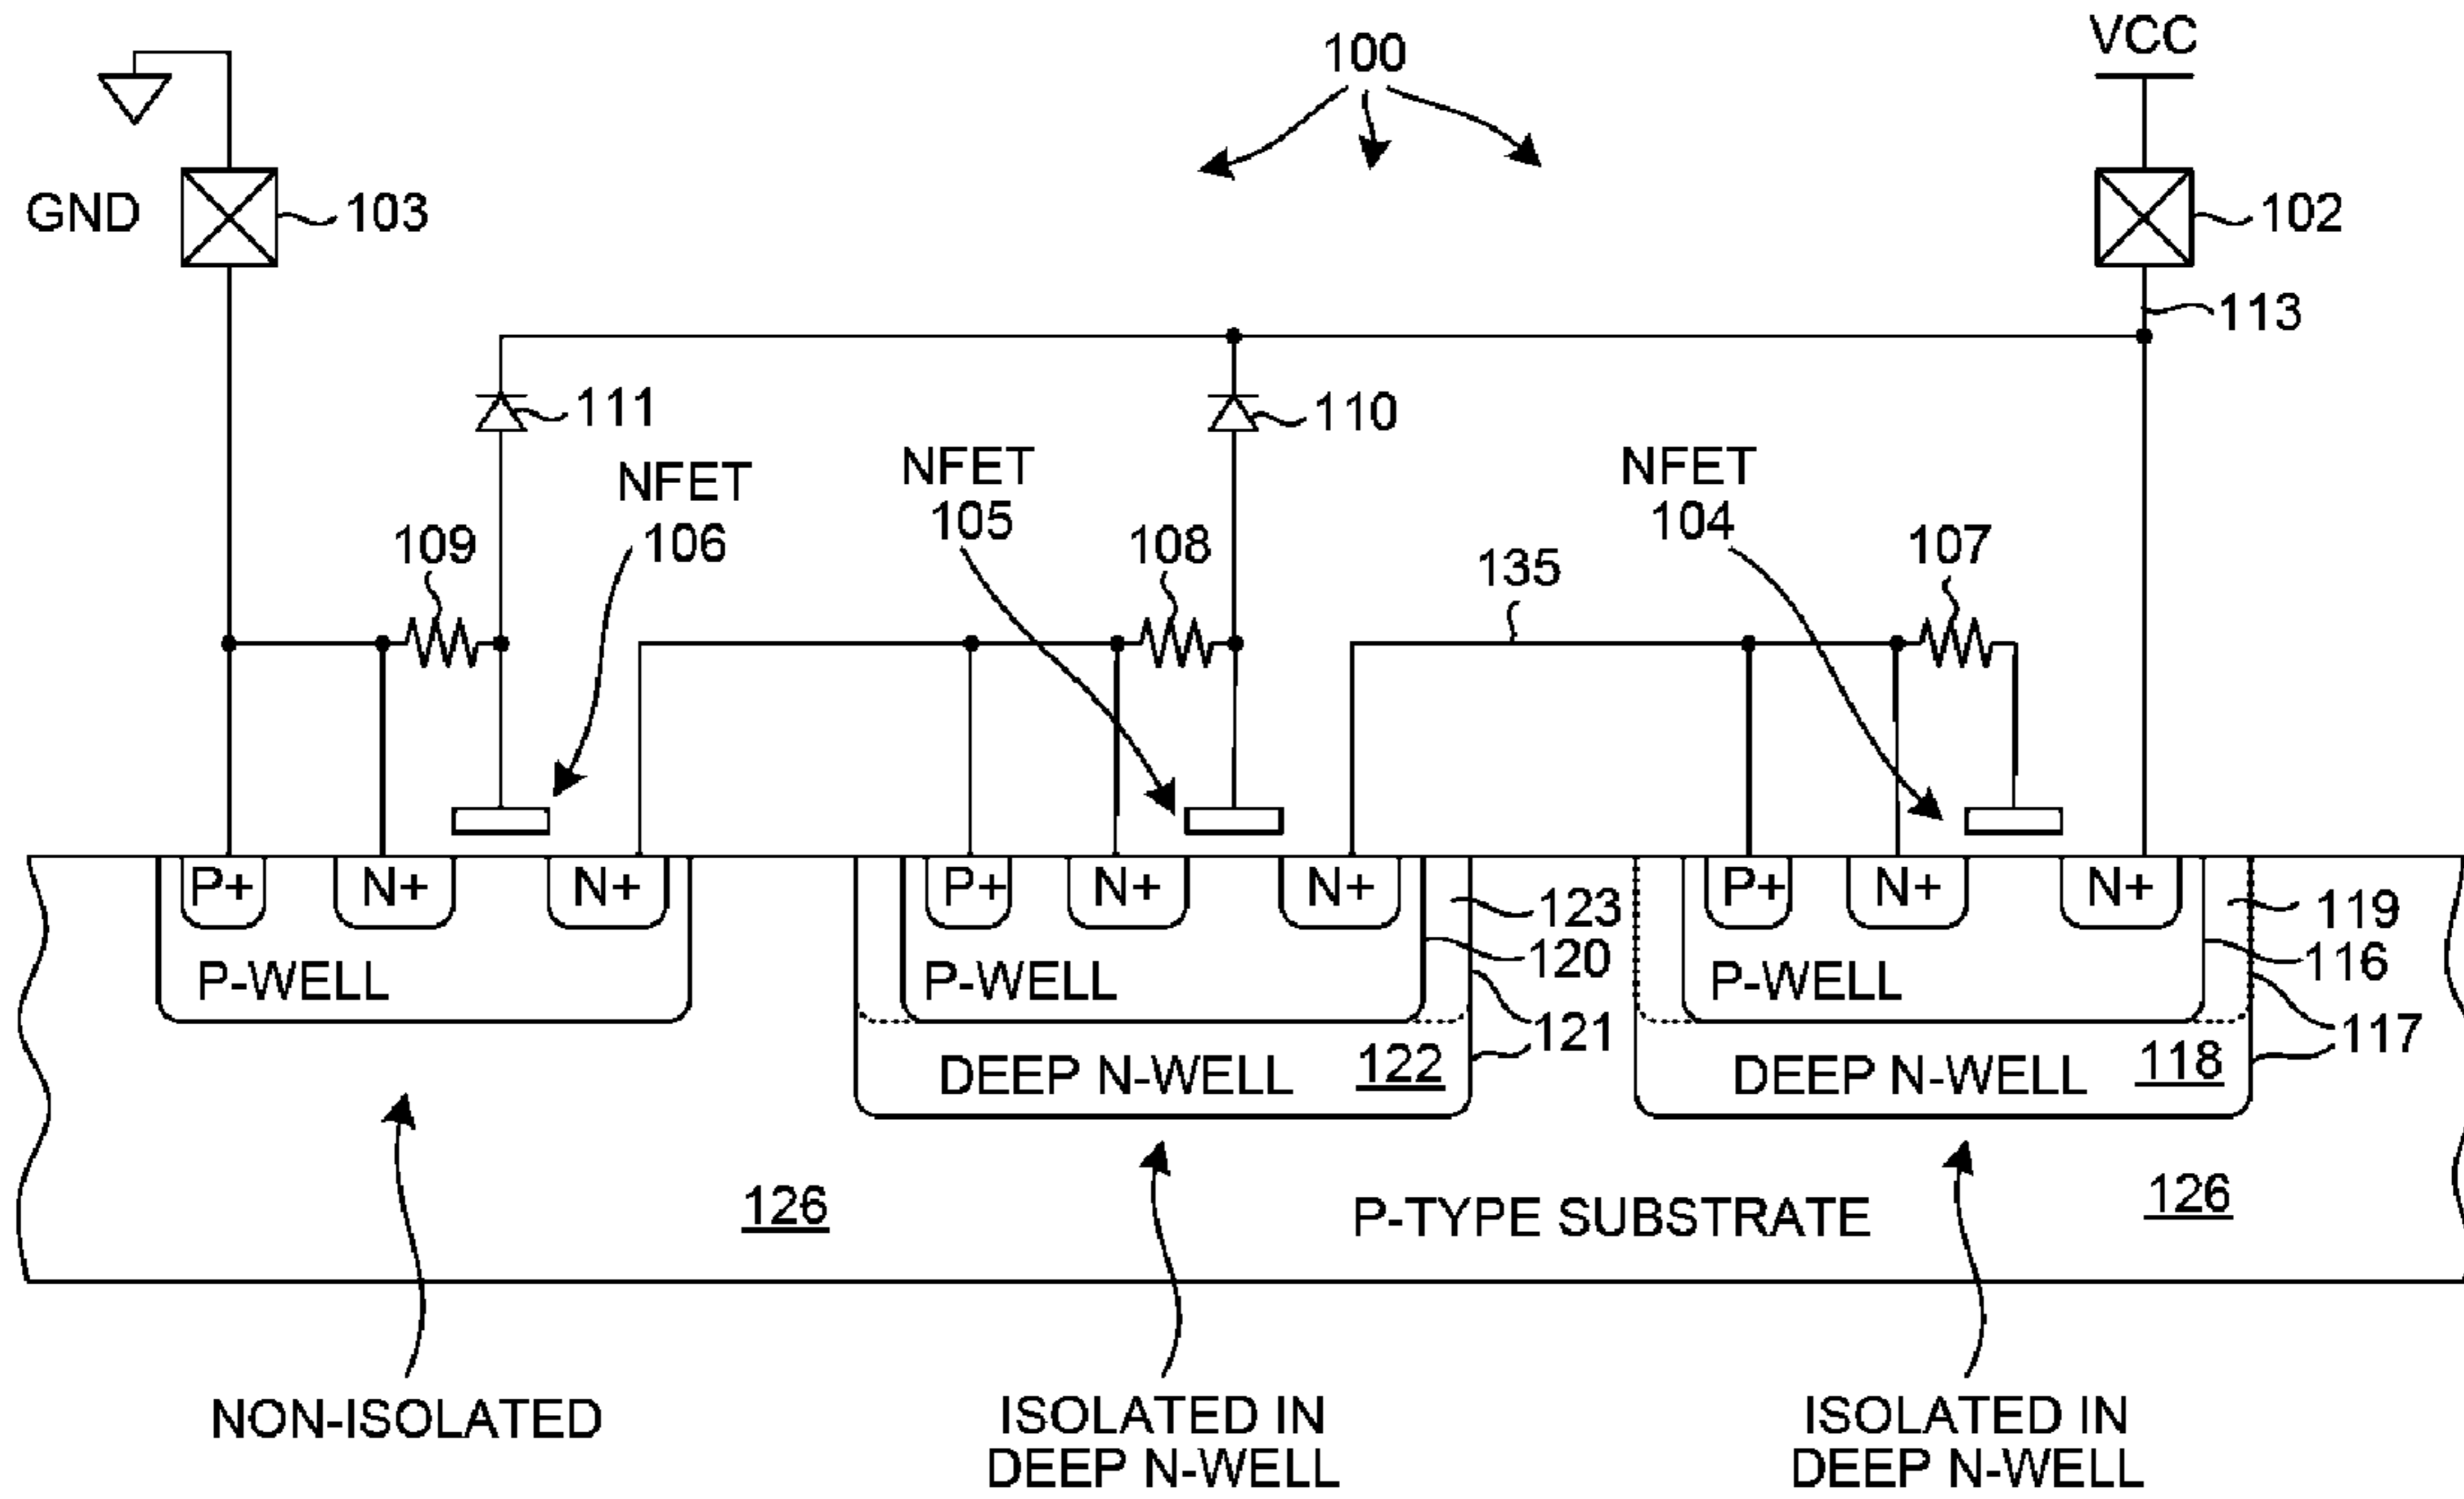 100
VCC
GND
103
102
113
111
110
NFET
106
NFET
105
NFET
104
109
108
135
107
P+
N+
N+
P-WELL
P+
N+
N+
P-WELL
123
120
121
DEEP N-WELL
122
P+
N+
N+
P-WELL
119
116
117
DEEP N-WELL
118
126
P-TYPE SUBSTRATE
126
NON-ISOLATED
ISOLATED IN
DEEP N-WELL
ISOLATED IN
DEEP N-WELL